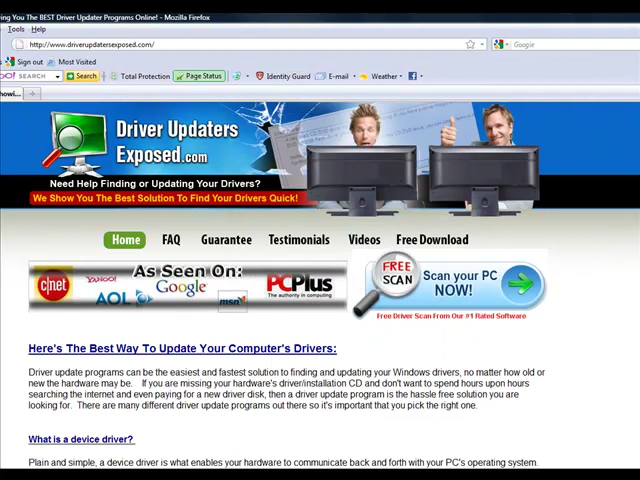 ing You The BEST Driver Updater Programs Online! - Mozilla Firefox
Tools Help
http://www.driverupdatersexposed.com/
Google
Sign out Most Visited
SEARCH Search Total Protection Page Status Identity Guard E-mail Weather
howi...
Driver Updaters
Exposed.com
Need Help Finding or Updating Your Drivers?
We Show You The Best Solution To Find Your Drivers Quick!
Home FAQ Guarantee Testimonials Videos Free Download
As Seen On:
c|net YAHOO! AOL Google msn PCPlus
The authority in computing
FREE SCAN
Scan your PC
NOW!
Free Driver Scan From Our #1 Rated Software
Here's The Best Way To Update Your Computer's Drivers:
Driver update programs can be the easiest and fastest solution to finding and updating your Windows drivers, no matter how old or
new the hardware may be. If you are missing your hardware's driver/installation CD and don't want to spend hours upon hours
searching the internet and even paying for a new driver disk, then a driver update program is the hassle free solution you are
looking for. There are many different driver update programs out there so it's important that you pick the right one.
What is a device driver?
Plain and simple, a device driver is what enables your hardware to communicate back and forth with your PC's operating system.